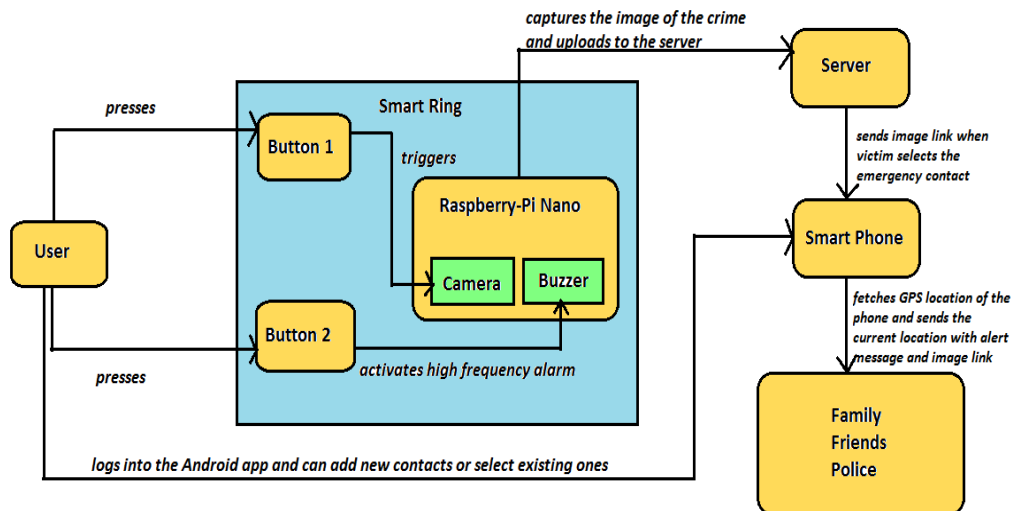 captures the image of the crime
and uploads to the server
Server
Smart Ring
presses
Button 1
triggers
sends image link when
victim selects the
emergency contact
Raspberry-Pi Nano
Smart Phone
User
Camera
Buzzer
fetches GPS location of the
phone and sends the
current location with alert
message and image link
Button 2
presses
activates high frequency alarm
Family
Friends
Police
logs into the Android app and can add new contacts or select existing ones